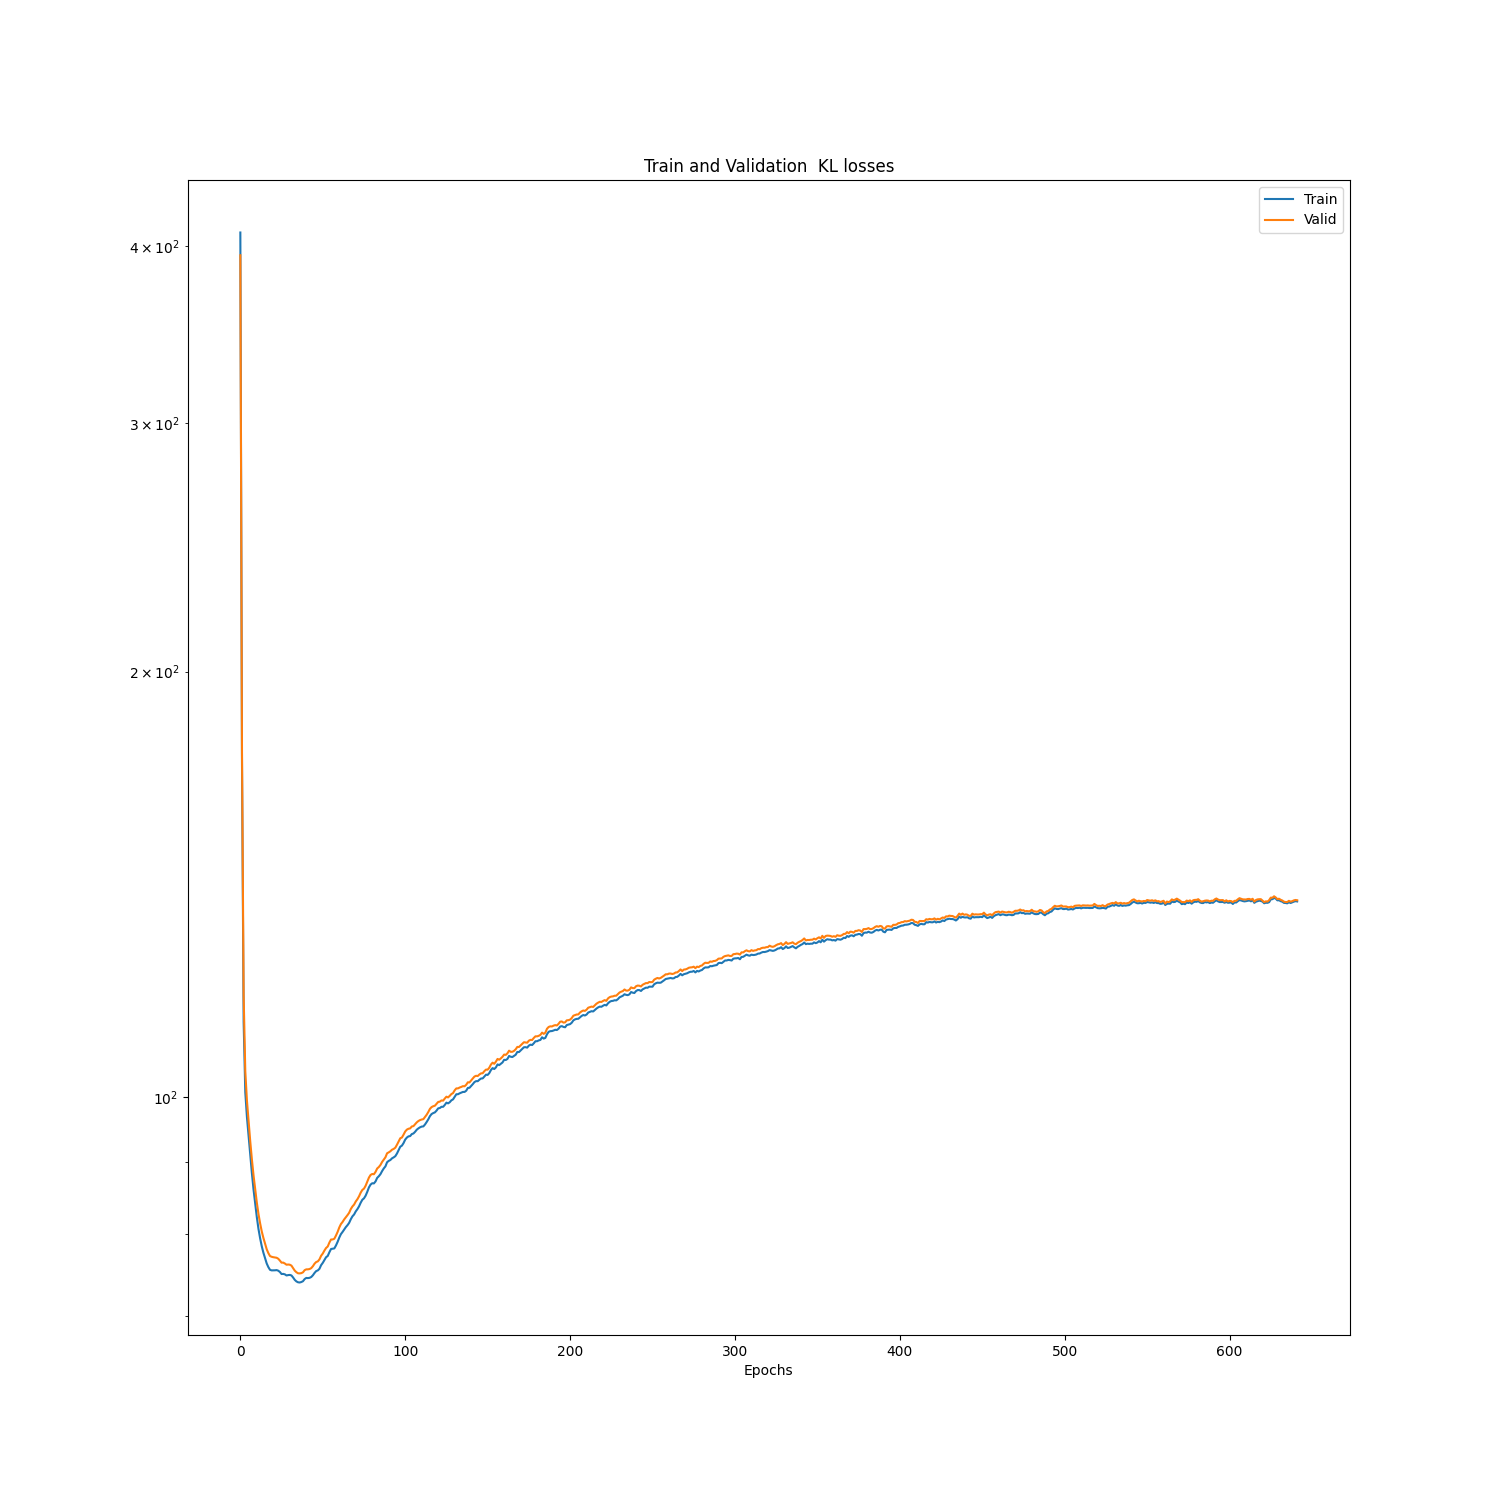 Train and Validation  KL losses
Train
Valid
4 × 10²
3 × 10²
2 × 10²
10²
0 100 200 300 400 500 600
Epochs